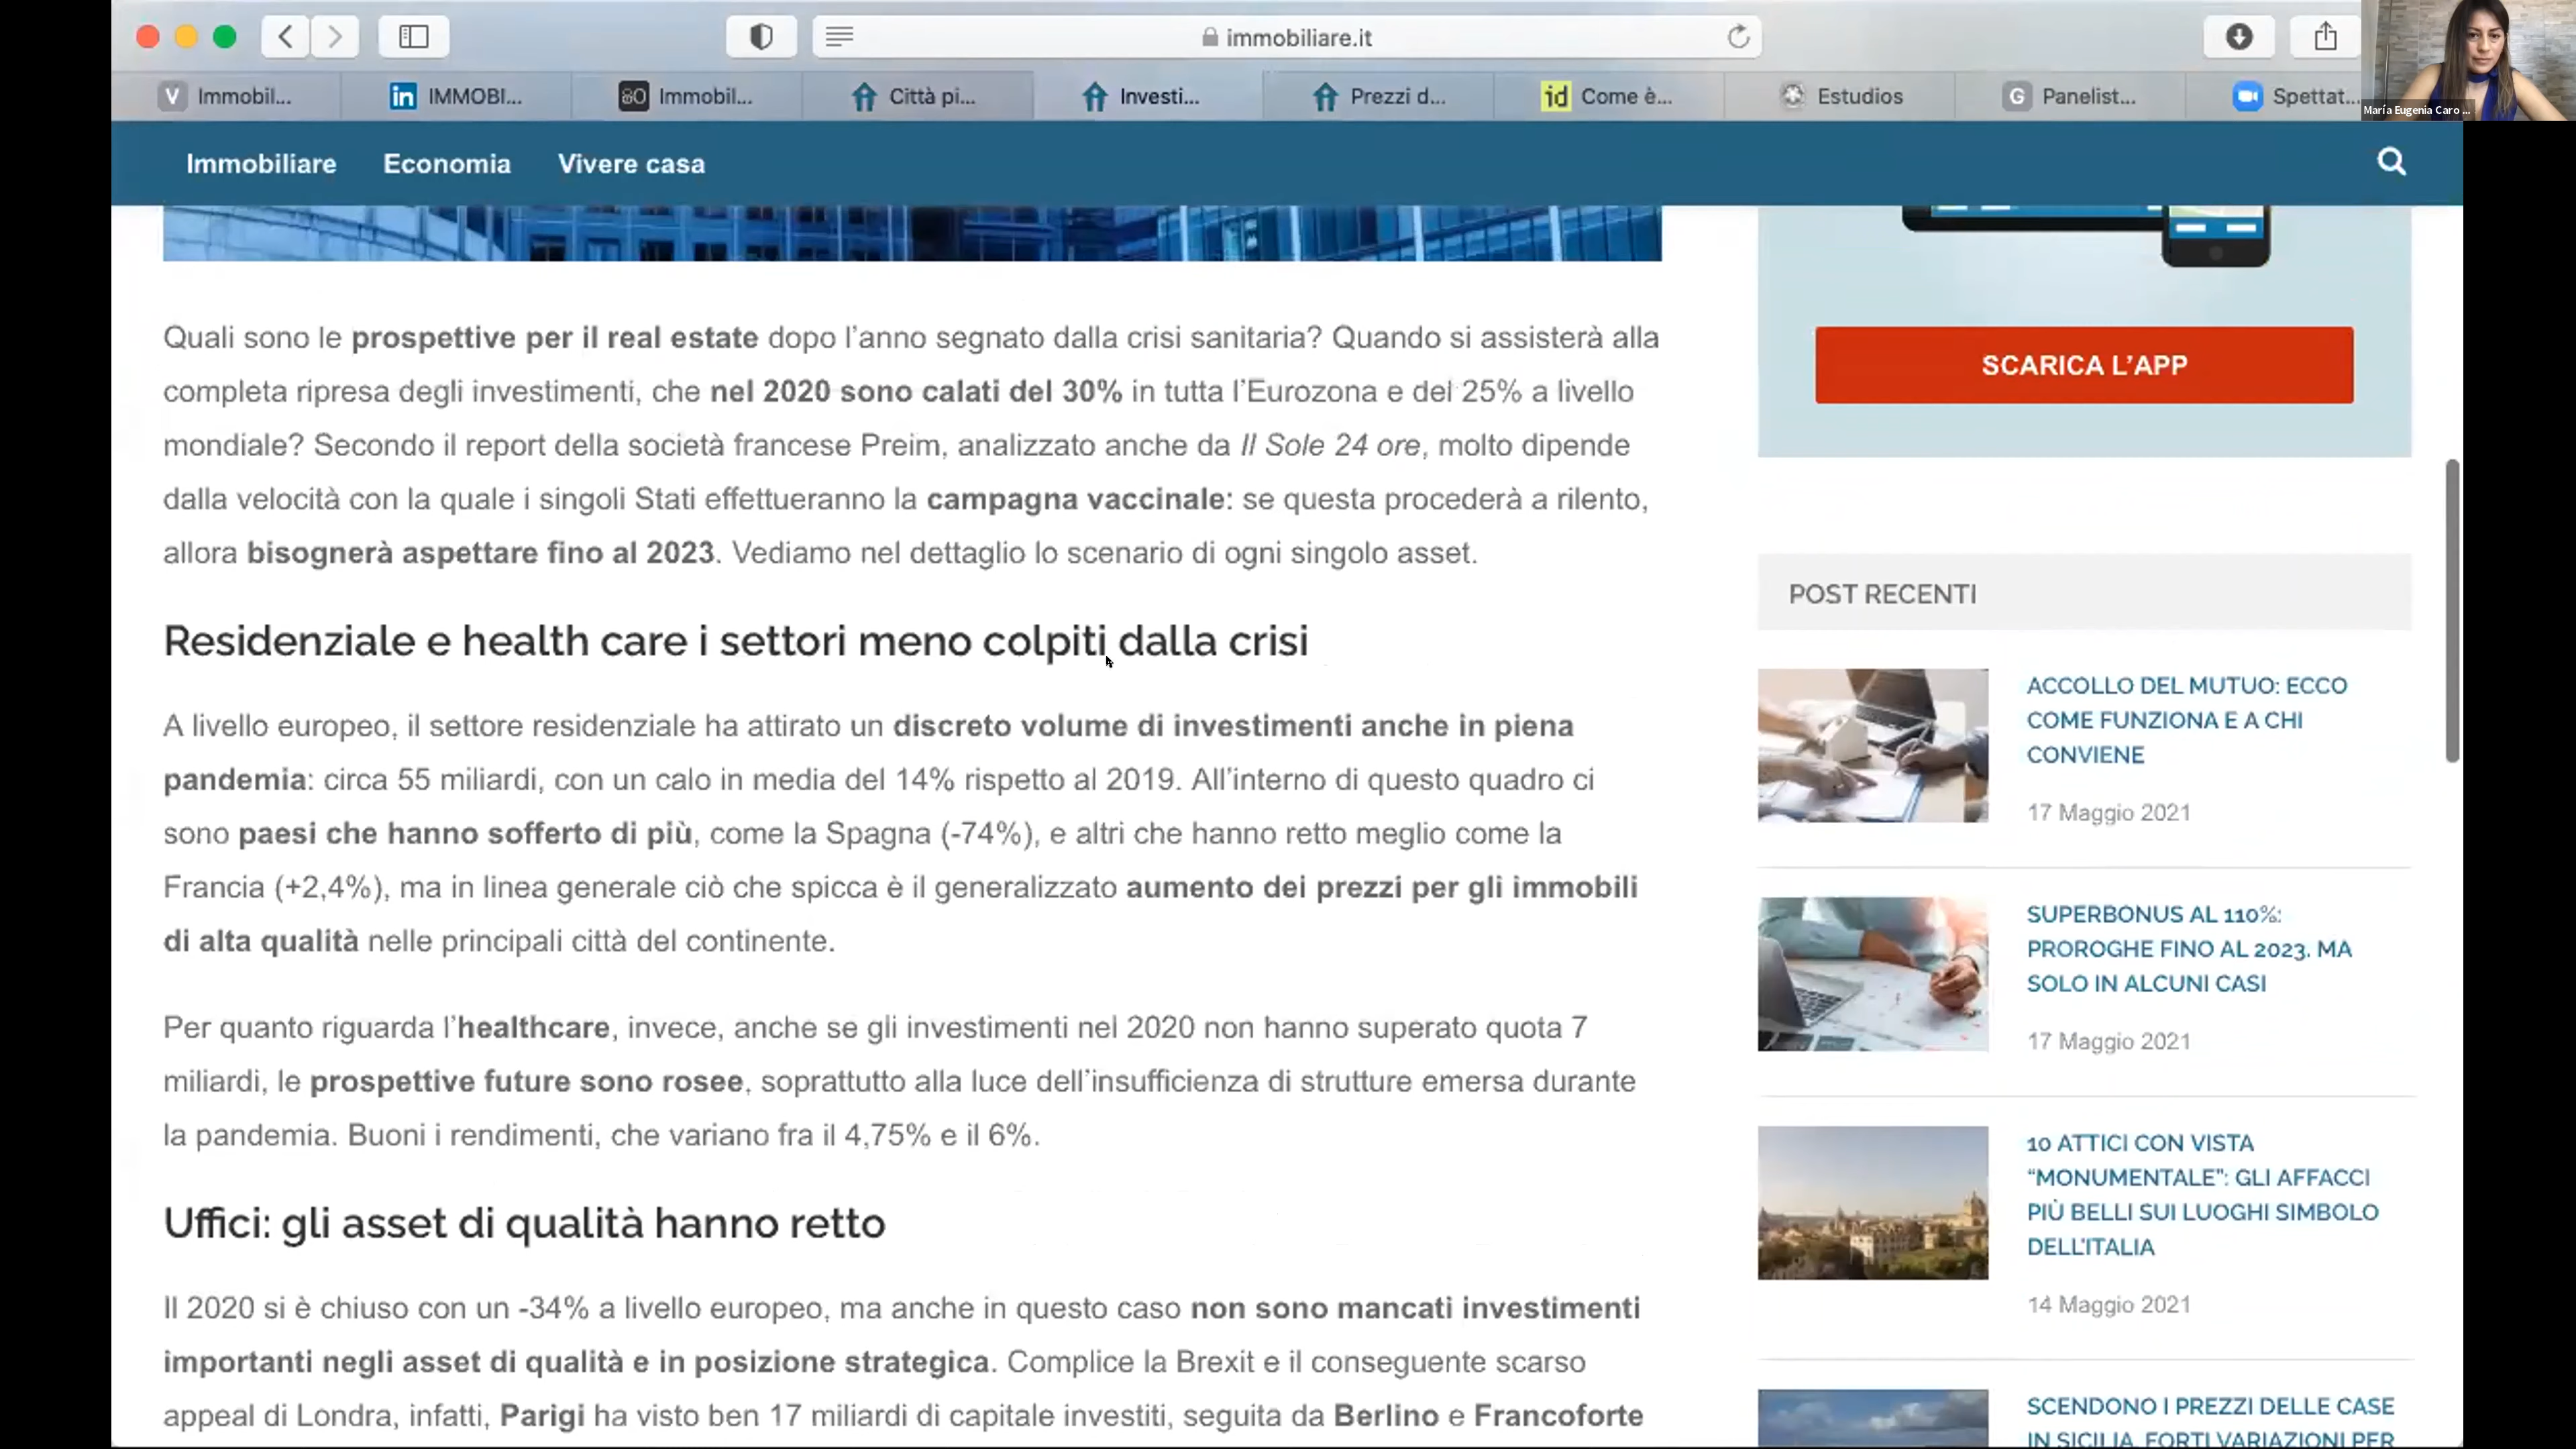 immobiliare.it
V Immobil...
in IMMOBI...
Immobil...
Città pi...
Investi...
Prezzi d...
id Come è...
Estudios
G Panelist...
Spettat...
María Eugenia Caro ...
Immobiliare
Economia
Vivere casa
Quali sono le prospettive per il real estate dopo l’anno segnato dalla crisi sanitaria? Quando si assisterà alla
completa ripresa degli investimenti, che nel 2020 sono calati del 30% in tutta l’Eurozona e del 25% a livello
mondiale? Secondo il report della società francese Preim, analizzato anche da Il Sole 24 ore, molto dipende
dalla velocità con la quale i singoli Stati effettueranno la campagna vaccinale: se questa procederà a rilento,
allora bisognerà aspettare fino al 2023. Vediamo nel dettaglio lo scenario di ogni singolo asset.
Residenziale e health care i settori meno colpiti dalla crisi
A livello europeo, il settore residenziale ha attirato un discreto volume di investimenti anche in piena
pandemia: circa 55 miliardi, con un calo in media del 14% rispetto al 2019. All’interno di questo quadro ci
sono paesi che hanno sofferto di più, come la Spagna (-74%), e altri che hanno retto meglio come la
Francia (+2,4%), ma in linea generale ciò che spicca è il generalizzato aumento dei prezzi per gli immobili
di alta qualità nelle principali città del continente.
Per quanto riguarda l’healthcare, invece, anche se gli investimenti nel 2020 non hanno superato quota 7
miliardi, le prospettive future sono rosee, soprattutto alla luce dell’insufficienza di strutture emersa durante
la pandemia. Buoni i rendimenti, che variano fra il 4,75% e il 6%.
Uffici: gli asset di qualità hanno retto
Il 2020 si è chiuso con un -34% a livello europeo, ma anche in questo caso non sono mancati investimenti
importanti negli asset di qualità e in posizione strategica. Complice la Brexit e il conseguente scarso
appeal di Londra, infatti, Parigi ha visto ben 17 miliardi di capitale investiti, seguita da Berlino e Francoforte
SCARICA L’APP
POST RECENTI
ACCOLLO DEL MUTUO: ECCO
COME FUNZIONA E A CHI
CONVIENE
17 Maggio 2021
SUPERBONUS AL 110%:
PROROGHE FINO AL 2023. MA
SOLO IN ALCUNI CASI
17 Maggio 2021
10 ATTICI CON VISTA
“MONUMENTALE”: GLI AFFACCI
PIÙ BELLI SUI LUOGHI SIMBOLO
DELL’ITALIA
14 Maggio 2021
SCENDONO I PREZZI DELLE CASE
IN SICILIA, FORTI VARIAZIONI PER